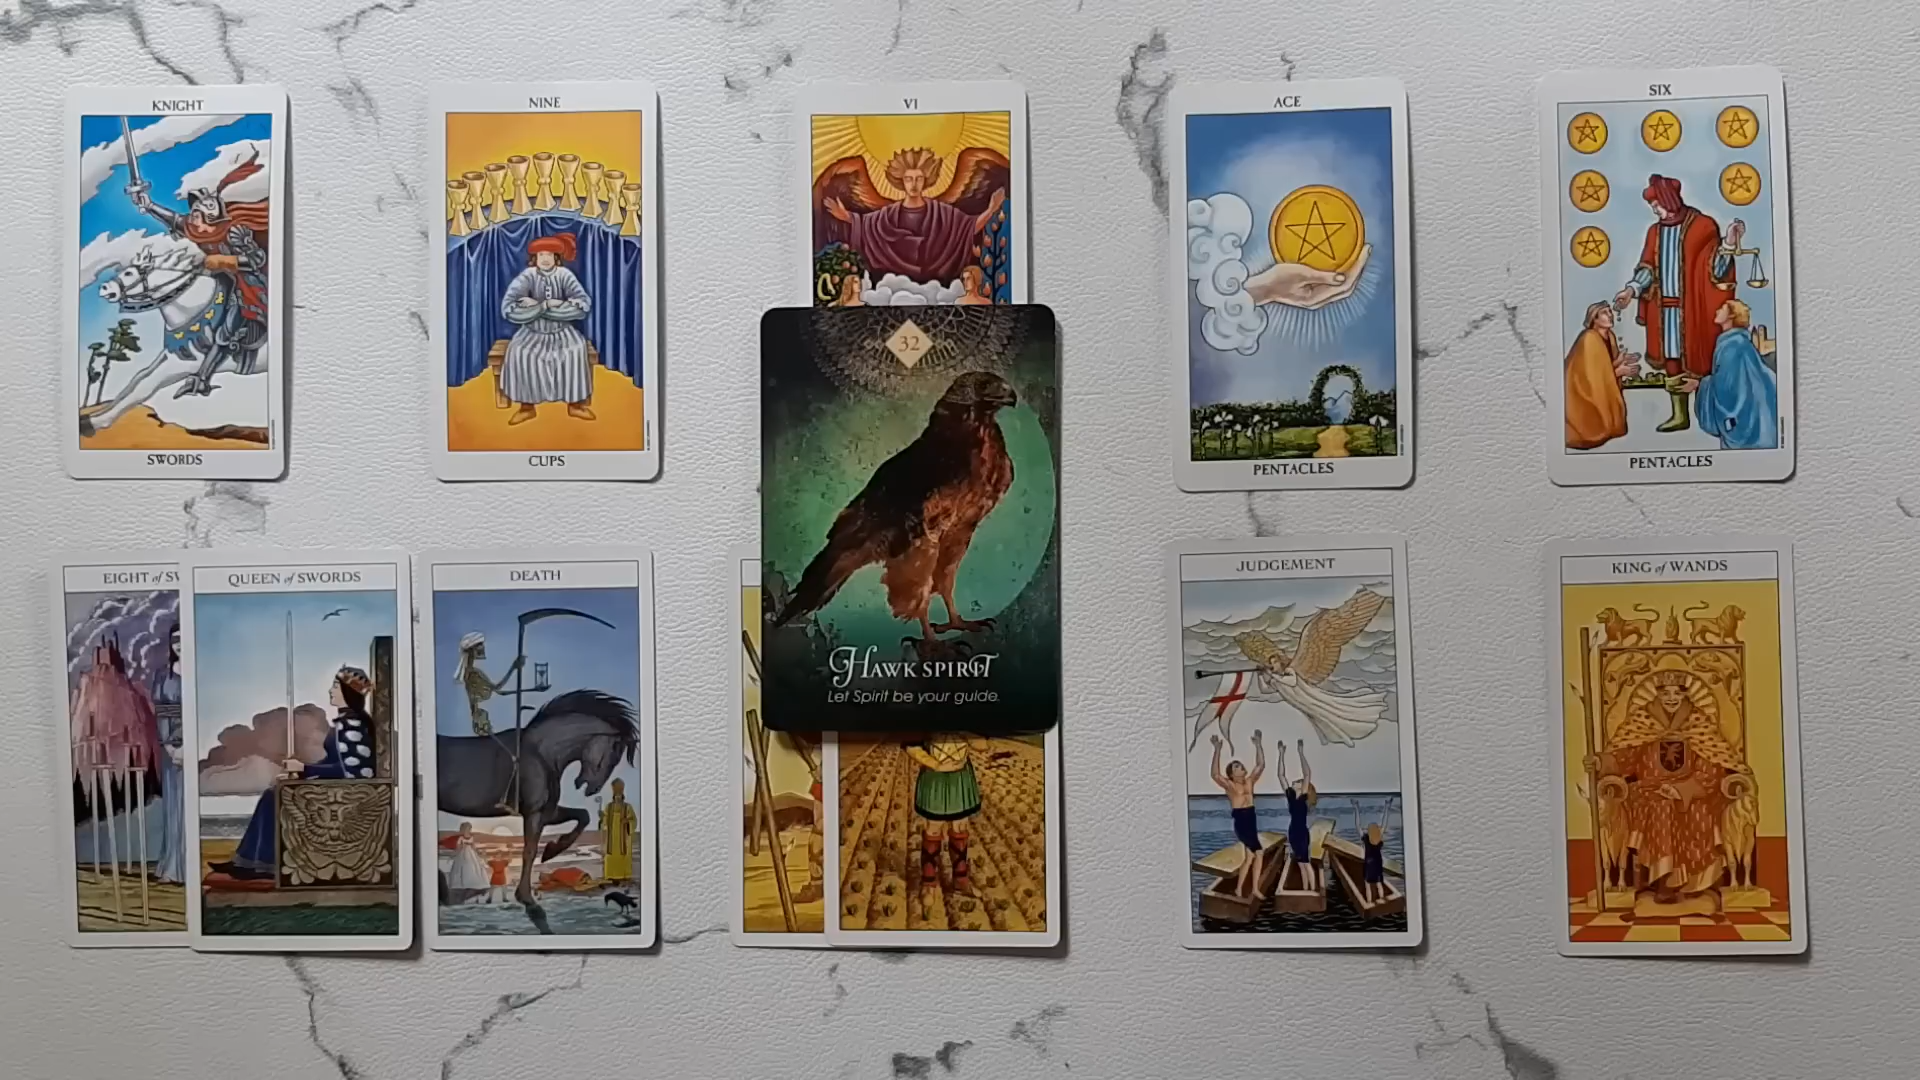 KNIGHT
SWORDS
NINE
CUPS
VI
ACE
PENTACLES
SIX
PENTACLES
32
HAWK SPIRIT
Let Spirit be your guide.
EIGHT of SW
QUEEN of SWORDS
DEATH
JUDGEMENT
KING of WANDS